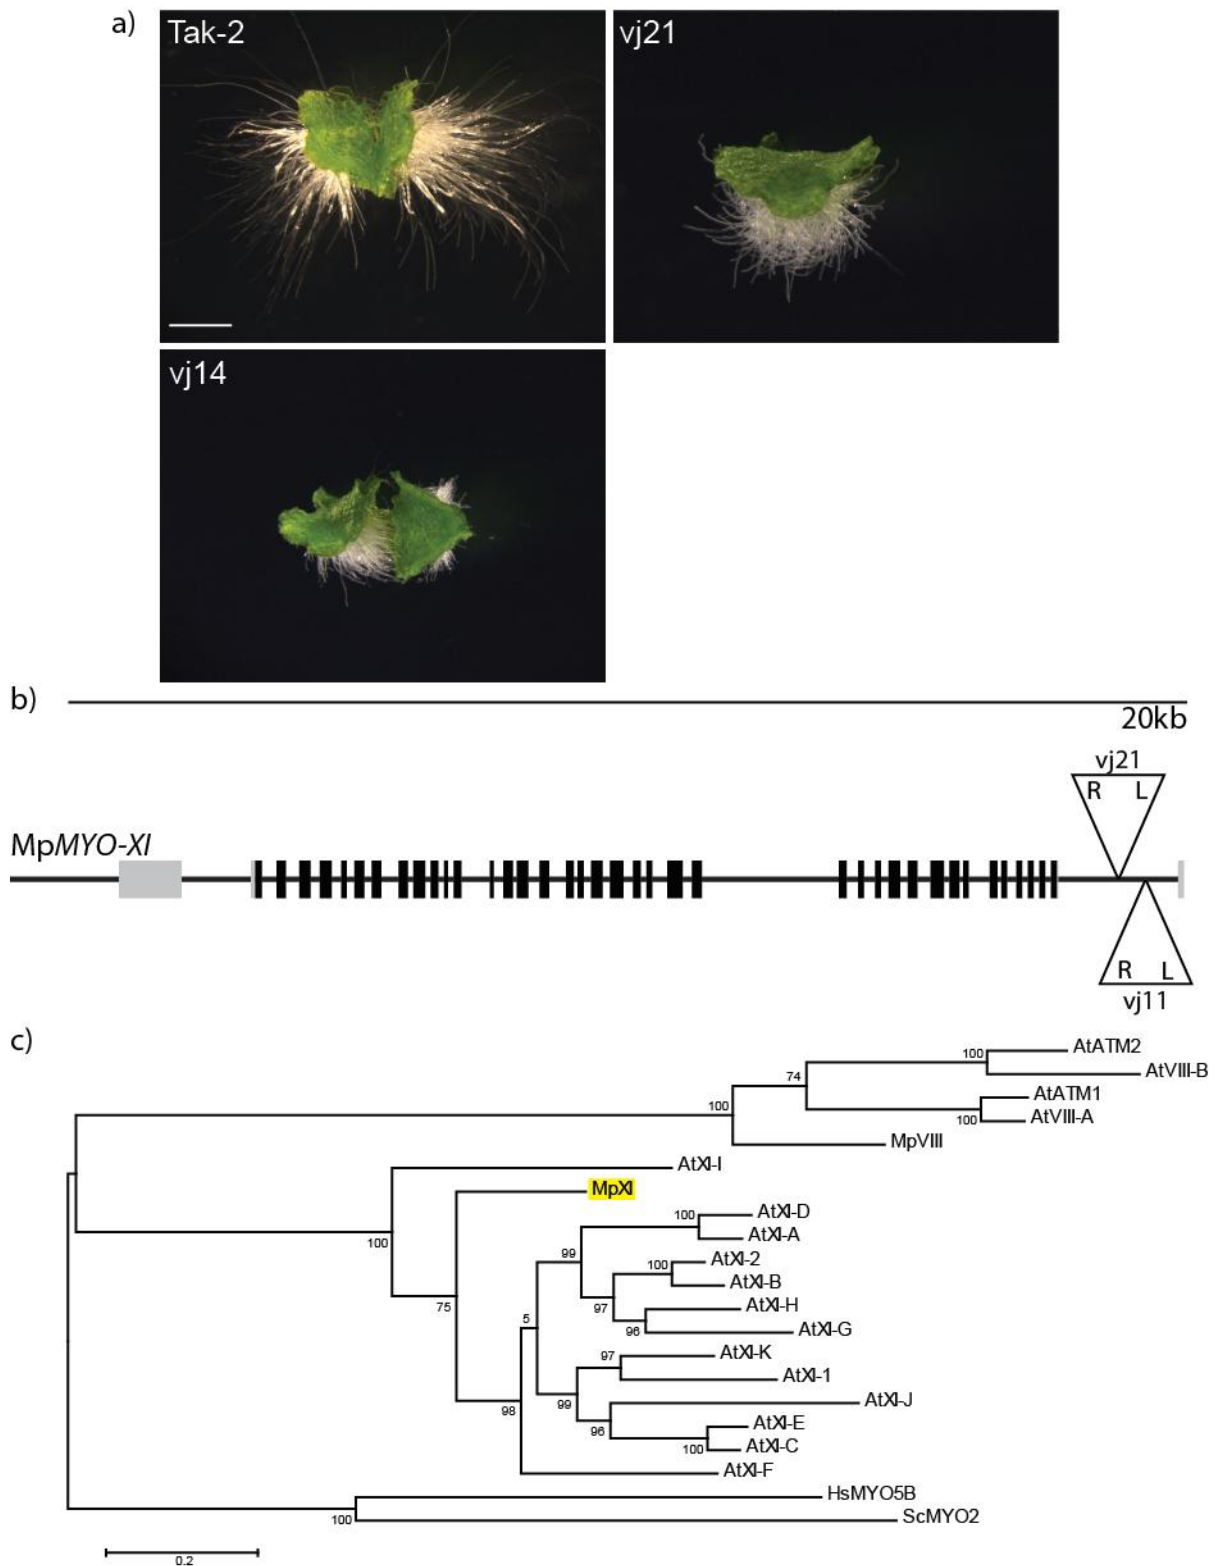 a)
Tak-2
vj21
vj14
b)
20kb
vj21
R L
MpMYO-XI
R L
vj11
c)
100 AtATM2
74 AtVIII-B
AtATM1
100 100 AtVIII-A
MpVIII
AtXI-I
MpXI
100 AtXI-D
100 AtXI-A
99 100 AtXI-2
AtXI-B
75 5 97 AtXI-H
96 AtXI-G
97 AtXI-K
AtXI-1
99 AtXI-J
98 96 AtXI-E
100 AtXI-C
AtXI-F
HsMYO5B
100 ScMYO2
0.2